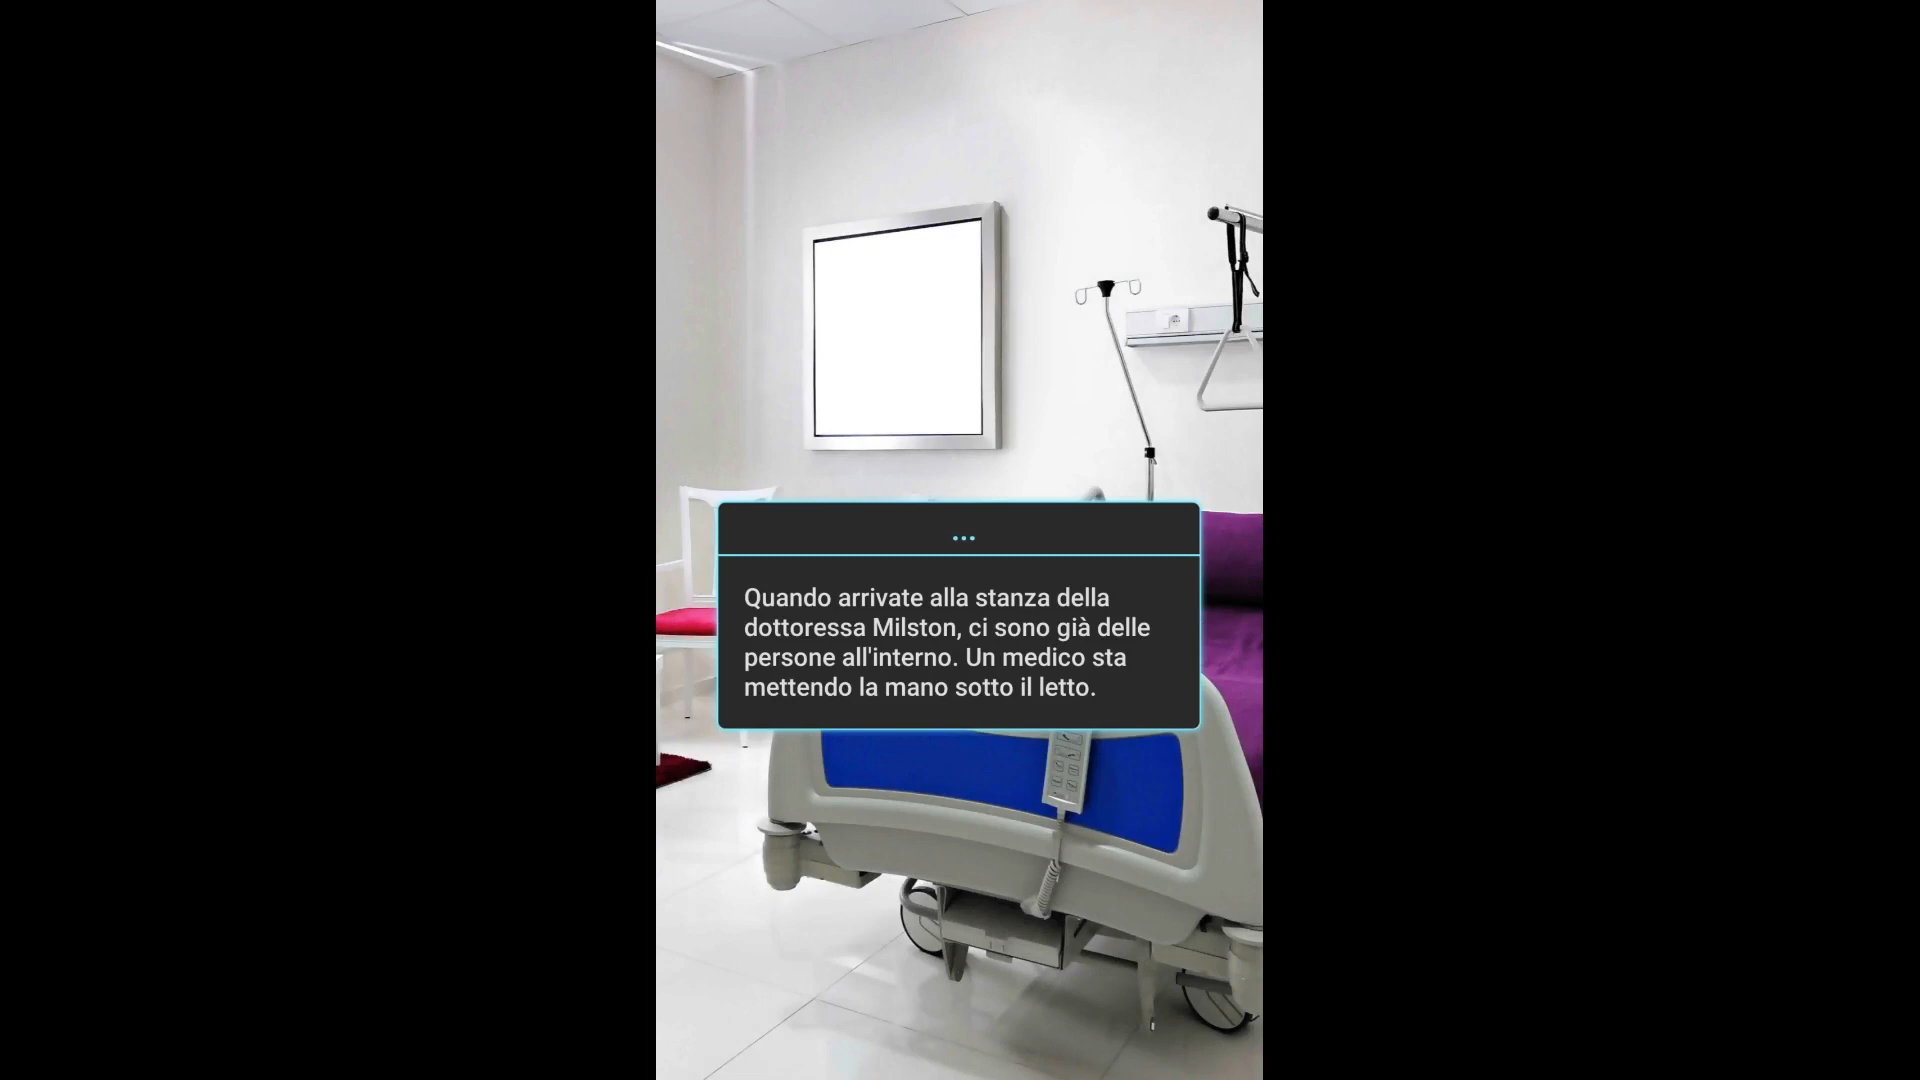 ...
Quando arrivate alla stanza della
dottoressa Milston, ci sono già delle
persone all'interno. Un medico sta
mettendo la mano sotto il letto.